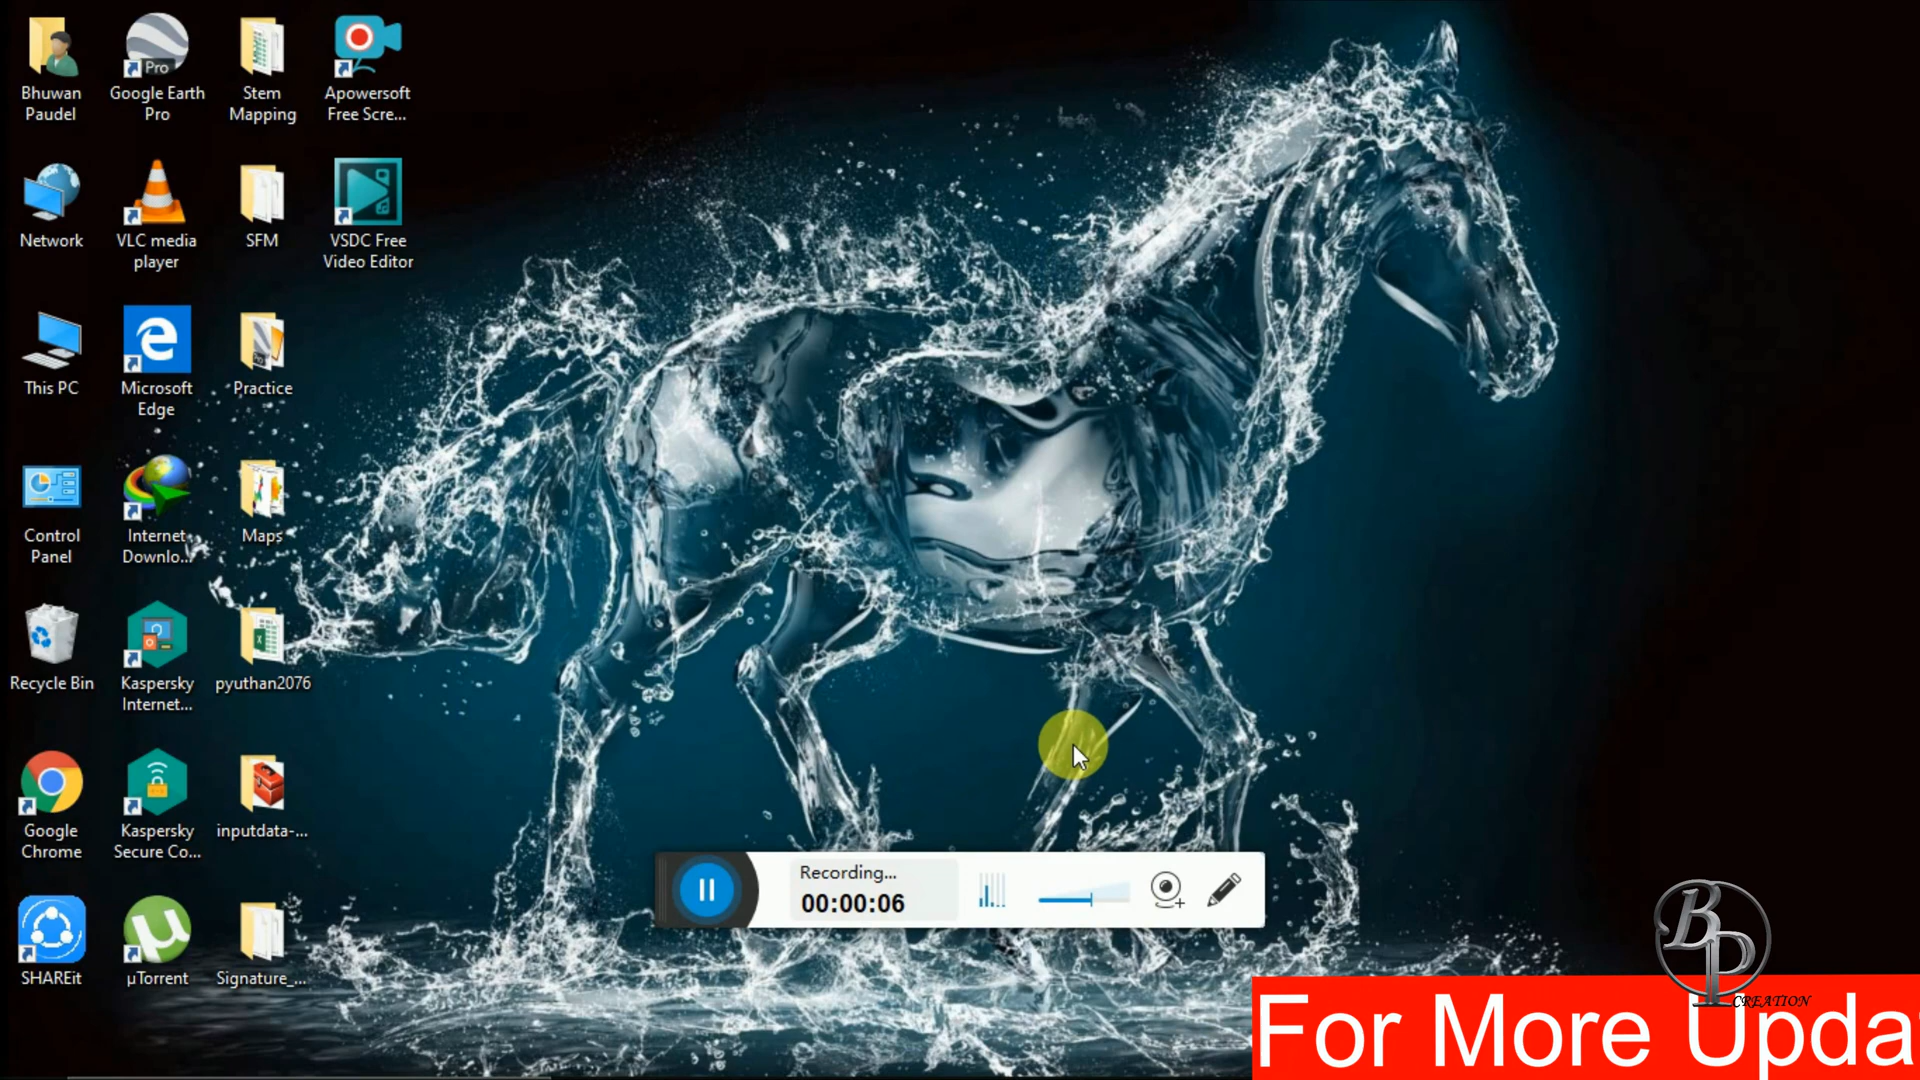 Bhuwan
Paudel
Pro
Google Earth
Pro
Stem
Mapping
Apowersoft
Free Scre...
Network
VLC media
player
SFM
VSDC Free
Video Editor
This PC
Microsoft
Edge
Pro
Practice
Control
Panel
Internet
Downlo...
Maps
Recycle Bin
Kaspersky
Internet...
pyuthan2076
Google
Chrome
Kaspersky
Secure Co...
inputdata-...
SHAREit
µTorrent
Signature_...
Recording...
00:00:06
BP
CREATION
For More Upda